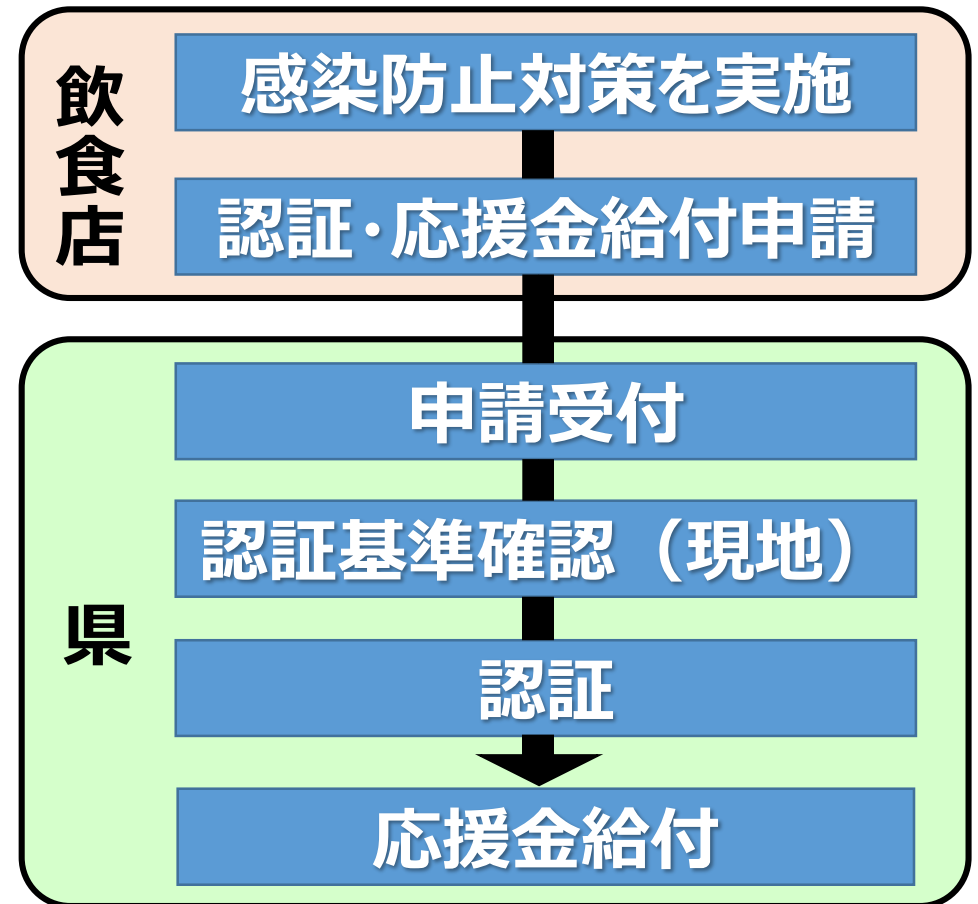 飲食店
感染防止対策を実施
認証・応援金給付申請
県
申請受付
認証基準確認（現地）
認証
応援金給付